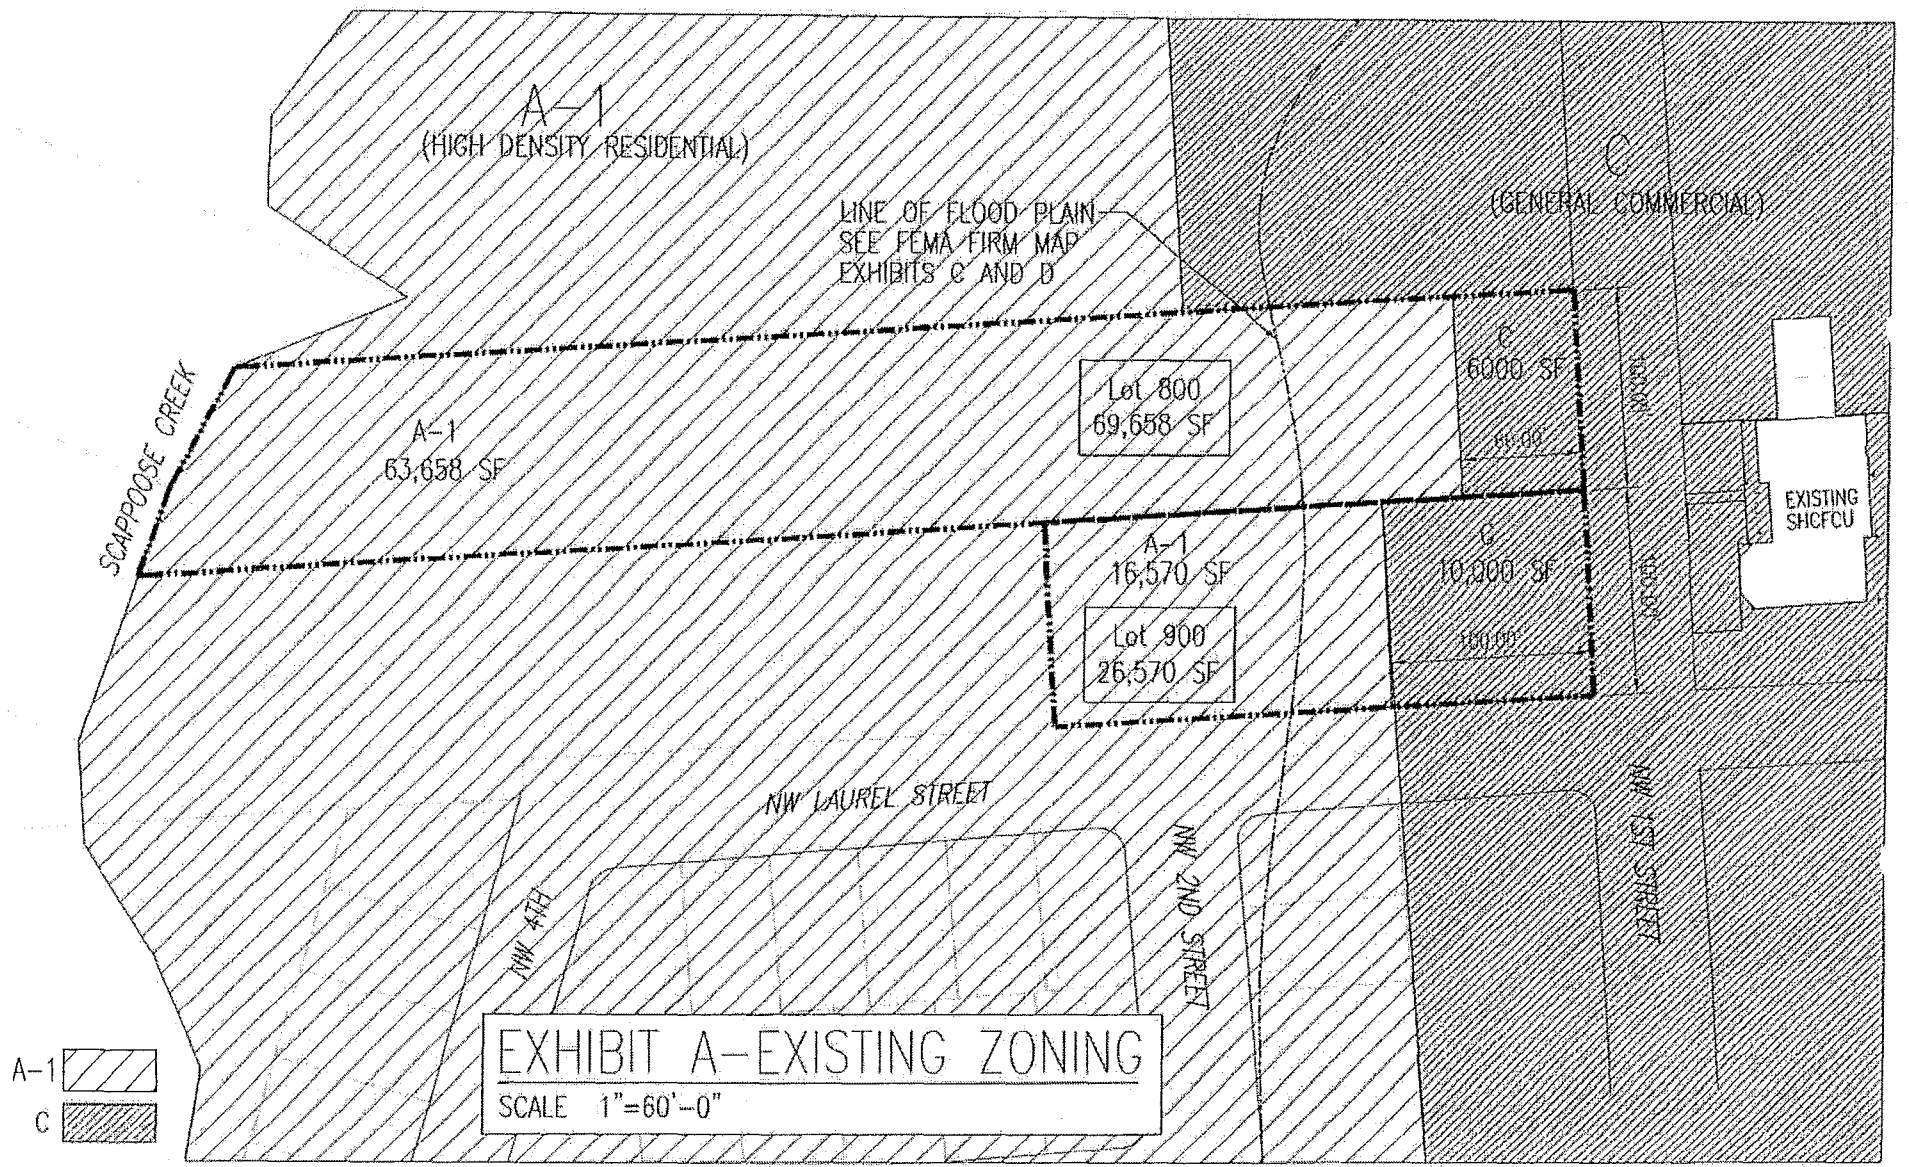 A-1
(HIGH DENSITY RESIDENTIAL)
C
(GENERAL COMMERCIAL)
LINE OF FLOOD PLAIN
SEE FEMA FIRM MAP
EXHIBITS C AND D
SCAPPOOSE CREEK
A-1
63,658 SF
Lot 800
69,658 SF
C
6000 SF
60.00'
100.00'
A-1
16,570 SF
Lot 900
26,570 SF
C
10,000 SF
100.00'
100.00'
EXISTING
SHCFCU
NW LAUREL STREET
NW 4TH
NW 2ND STREET
NW 1ST STREET
EXHIBIT A-EXISTING ZONING
SCALE 1"=60'-0"
A-1
C